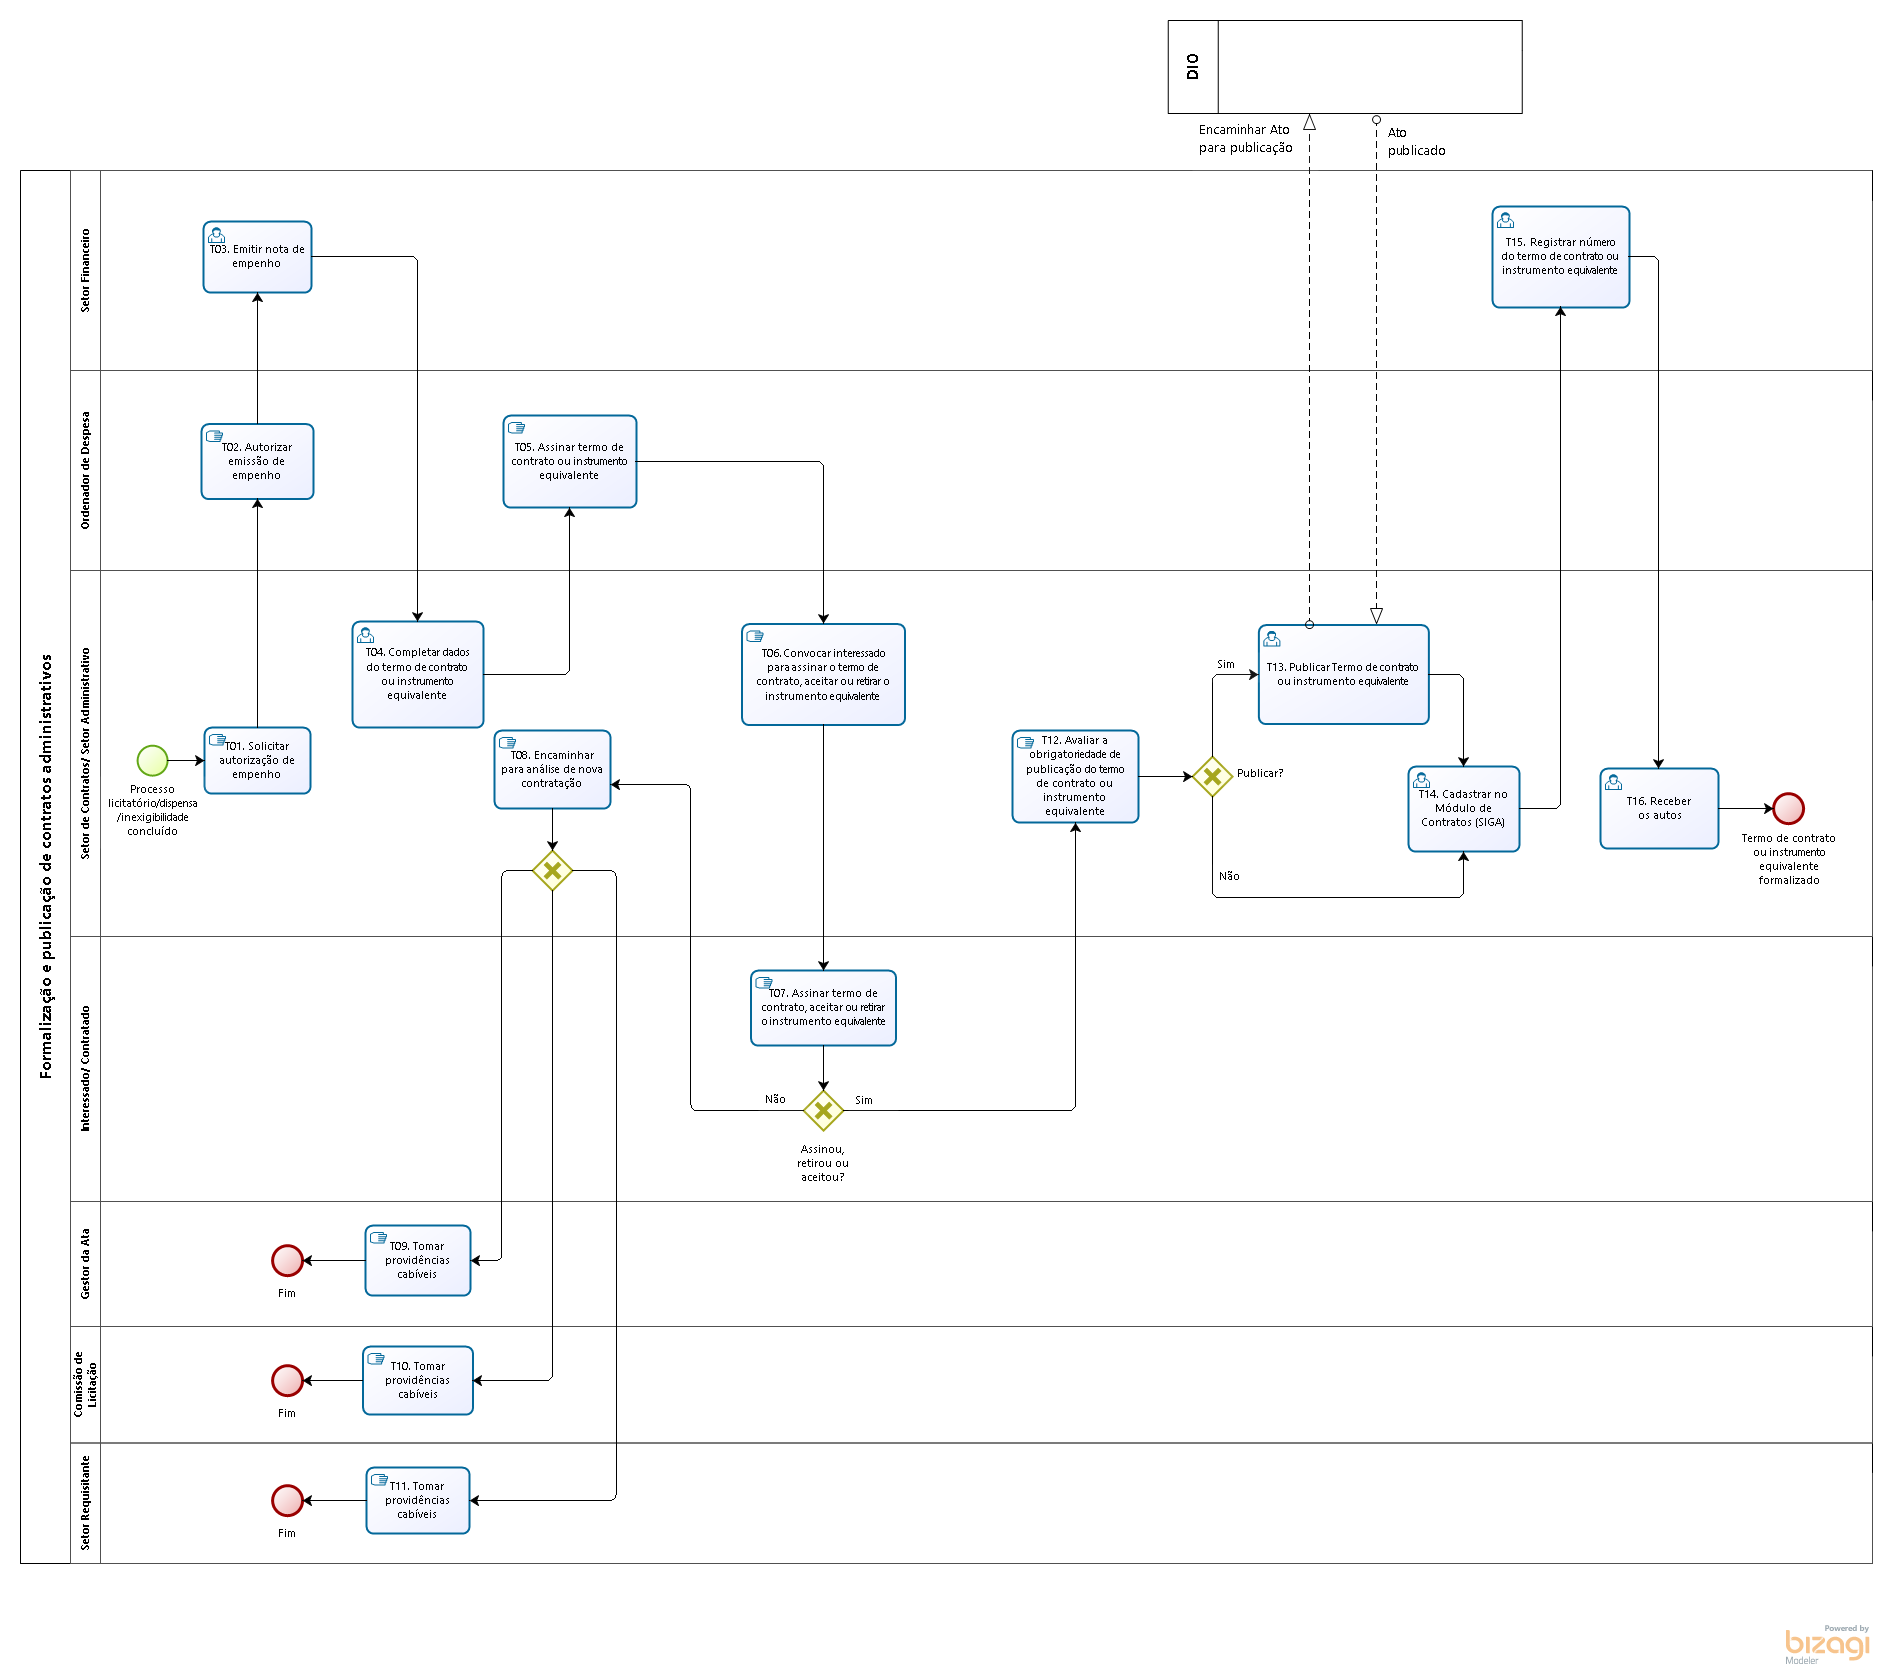 DIO
Encaminhar Ato
para publicação
Ato
publicado
Formalização e publicação de contratos administrativos
Setor Financeiro
T03. Emitir nota de
empenho
T15. Registrar número
do termo de contrato ou
instrumento equivalente
Ordenador de Despesa
T02. Autorizar
emissão de
empenho
T05. Assinar termo de
contrato ou instrumento
equivalente
Setor de Contratos/ Setor Administrativo
Processo
licitatório/dispensa
/inexigibilidade
concluído
T01. Solicitar
autorização de
empenho
T04. Completar dados
do termo de contrato
ou instrumento
equivalente
T06. Convocar interessado
para assinar o termo de
contrato, aceitar ou retirar o
instrumento equivalente
T08. Encaminhar
para análise de nova
contratação
T12. Avaliar a
obrigatoriedade de
publicação do termo
de contrato ou
instrumento
equivalente
Publicar?
Sim
Não
T13. Publicar Termo de contrato
ou instrumento equivalente
T14. Cadastrar no
Módulo de
Contratos (SIGA)
T16. Receber
os autos
Termo de contrato
ou instrumento
equivalente
formalizado
Interessado/ Contratado
T07. Assinar termo de
contrato, aceitar ou retirar
o instrumento equivalente
Não
Sim
Assinou,
retirou ou
aceitou?
Gestor da Ata
T09. Tomar
providências
cabíveis
Fim
Comissão de
Licitação
T10. Tomar
providências
cabíveis
Fim
Setor Requisitante
T11. Tomar
providências
cabíveis
Fim
Powered by
bizagi
Modeler